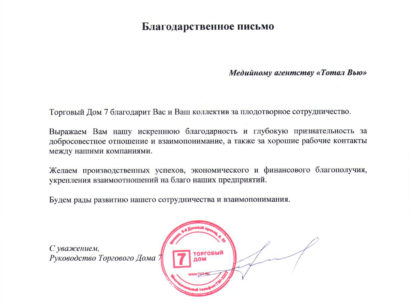 Благодарственное письмо
Медийному агентству «Тотал Вью»
Торговый Дом 7 благодарит Вас и Ваш коллектив за плодотворное сотрудничество.
Выражаем Вам нашу искреннюю благодарность и глубокую признательность за
добросовестное отношение и взаимопонимание, а также за хорошие рабочие контакты
между нашими компаниями.
Желаем производственных успехов, экономического и финансового благополучия,
укрепления взаимоотношений на благо наших предприятий.
Будем рады развитию нашего сотрудничества и взаимопонимания.
С уважением,
Руководство Торгового Дома 7
7 ТОРГОВЫЙ
ДОМ